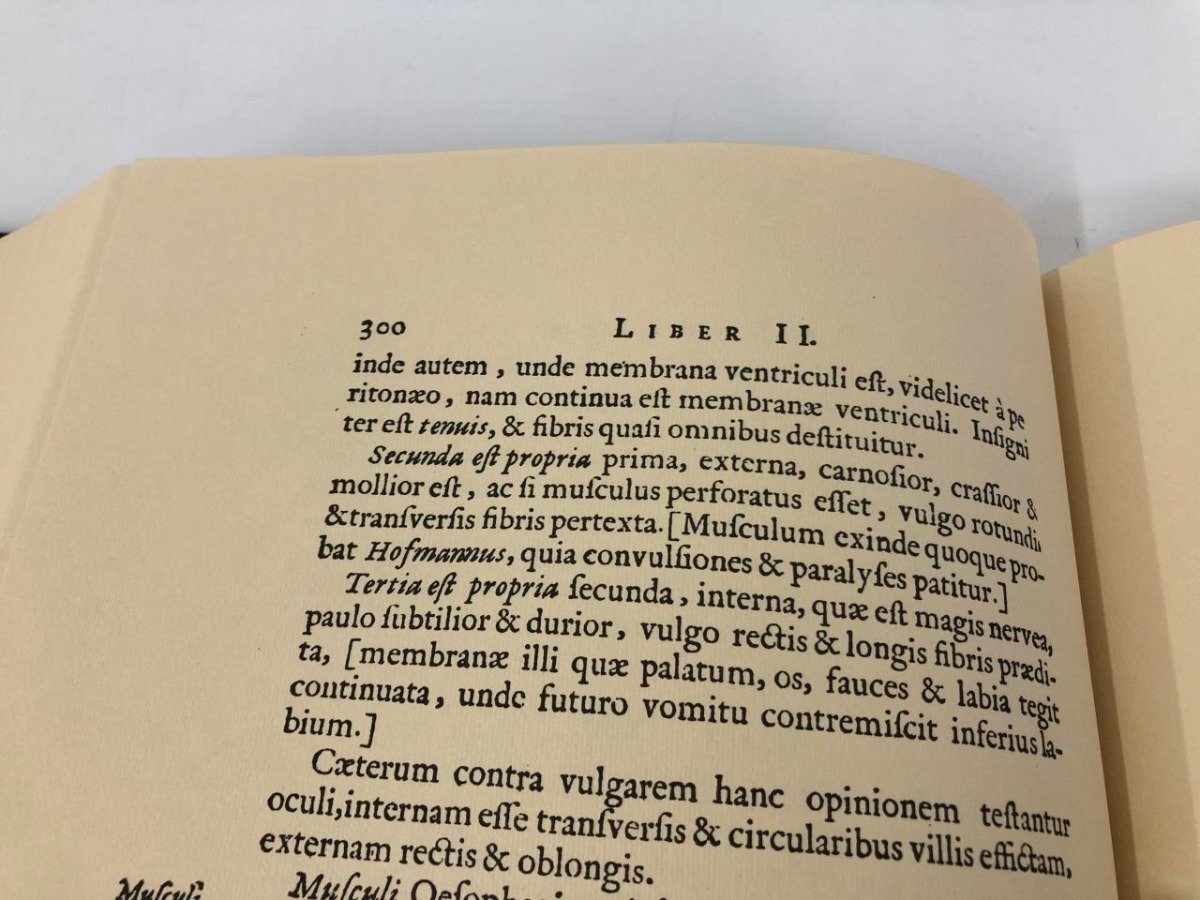 300 LIBER II.
inde autem , unde membrana ventriculi eſt, videlicet à pe
ritonæo , nam continua eſt membranæ ventriculi. Inſigni
ter eſt tenuis, & fibris quaſi omnibus deſtituitur.
Secunda eſt propria prima, externa, carnoſior, craſſior &
mollior eſt , ac ſi muſculus perforatus eſſet , vulgo rotundis
&tranſverſis fibris pertexta. [Muſculum exinde quoque pro-
bat Hofmannus, quia convulſiones & paralyſes patitur.]
Tertia eſt propria ſecunda, interna, quæ eſt magis nervea,
paulo ſubtilior & durior, vulgo rectis & longis fibris prædi-
ta, [membranæ illi quæ palatum, os, fauces & labia tegit
continuata, unde futuro vomitu contremiſcit inferius la-
bium.]
Cæterum contra vulgarem hanc opinionem teſtantur
oculi,internam eſſe tranſverſis & circularibus villis effictam,
externam rectis & oblongis.
Muſculi
Muſculi